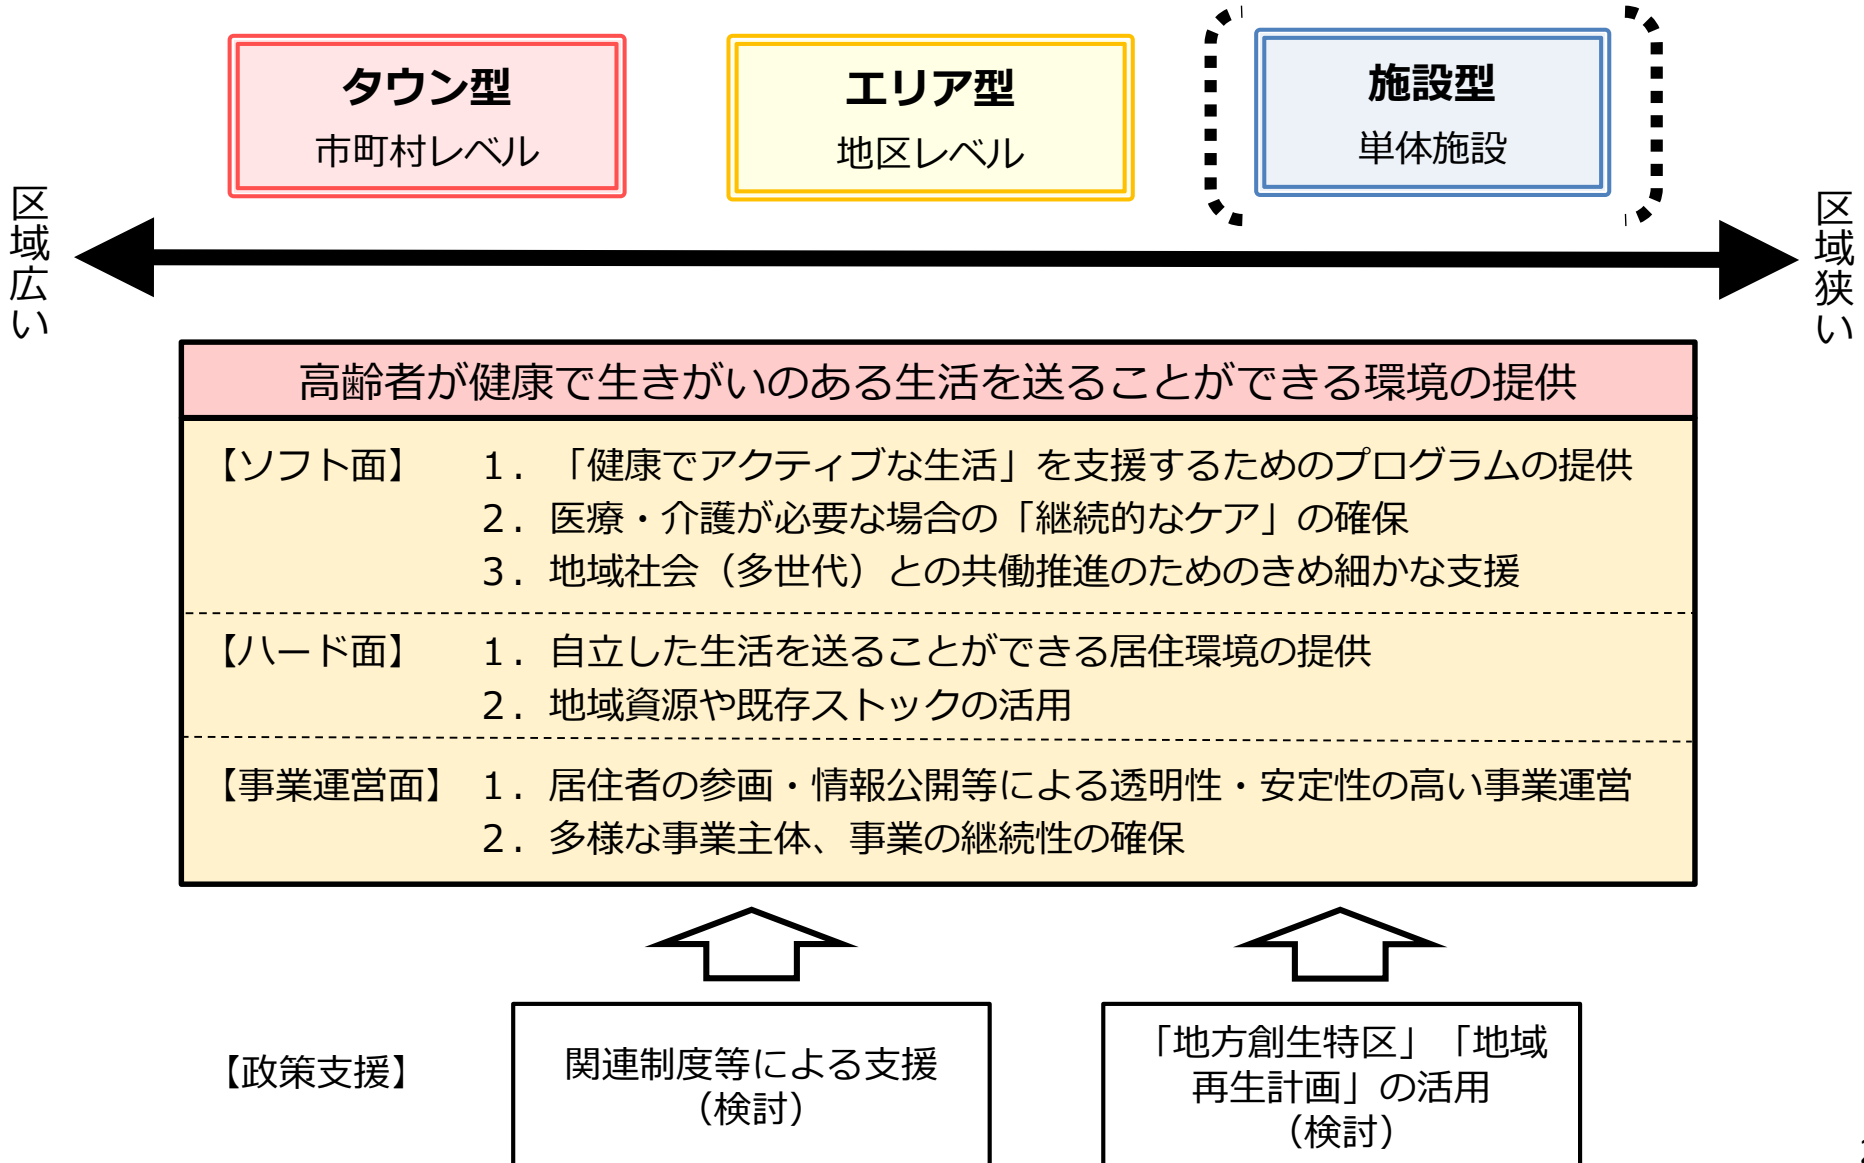 タウン型
市町村レベル
エリア型
地区レベル
施設型
単体施設
区域広い
区域狭い
高齢者が健康で生きがいのある生活を送ることができる環境の提供
【ソフト面】 １．「健康でアクティブな生活」を支援するためのプログラムの提供
２．医療・介護が必要な場合の「継続的なケア」の確保
３．地域社会（多世代）との共働推進のためのきめ細かな支援
【ハード面】 １．自立した生活を送ることができる居住環境の提供
２．地域資源や既存ストックの活用
【事業運営面】 １．居住者の参画・情報公開等による透明性・安定性の高い事業運営
２．多様な事業主体、事業の継続性の確保
【政策支援】
関連制度等による支援
（検討）
「地方創生特区」「地域
再生計画」の活用
（検討）